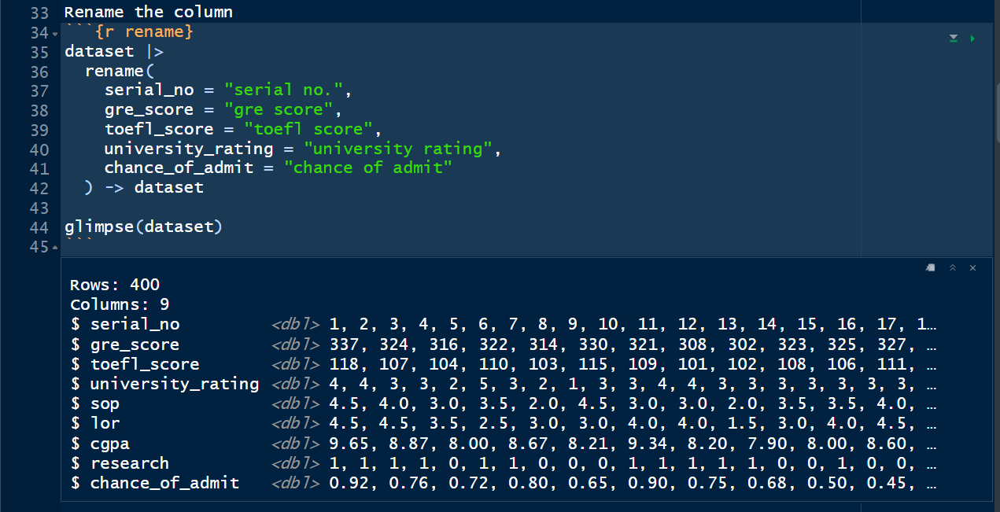 33 Rename the column
34 ```{r rename}
35 dataset |>
36   rename(
37     serial_no = "serial no.",
38     gre_score = "gre score",
39     toefl_score = "toefl score",
40     university_rating = "university rating",
41     chance_of_admit = "chance of admit"
42   ) -> dataset
43
44 glimpse(dataset)
45 ```
Rows: 400
Columns: 9
$ serial_no         <dbl> 1, 2, 3, 4, 5, 6, 7, 8, 9, 10, 11, 12, 13, 14, 15, 16, 17, 1…
$ gre_score         <dbl> 337, 324, 316, 322, 314, 330, 321, 308, 302, 323, 325, 327, …
$ toefl_score       <dbl> 118, 107, 104, 110, 103, 115, 109, 101, 102, 108, 106, 111, …
$ university_rating <dbl> 4, 4, 3, 3, 2, 5, 3, 2, 1, 3, 3, 4, 4, 3, 3, 3, 3, 3, 3, 3, …
$ sop               <dbl> 4.5, 4.0, 3.0, 3.5, 2.0, 4.5, 3.0, 3.0, 2.0, 3.5, 3.5, 4.0, …
$ lor               <dbl> 4.5, 4.5, 3.5, 2.5, 3.0, 3.0, 4.0, 4.0, 1.5, 3.0, 4.0, 4.5, …
$ cgpa              <dbl> 9.65, 8.87, 8.00, 8.67, 8.21, 9.34, 8.20, 7.90, 8.00, 8.60, …
$ research          <dbl> 1, 1, 1, 1, 0, 1, 1, 0, 0, 0, 1, 1, 1, 1, 1, 0, 0, 1, 0, 0, …
$ chance_of_admit   <dbl> 0.92, 0.76, 0.72, 0.80, 0.65, 0.90, 0.75, 0.68, 0.50, 0.45, …